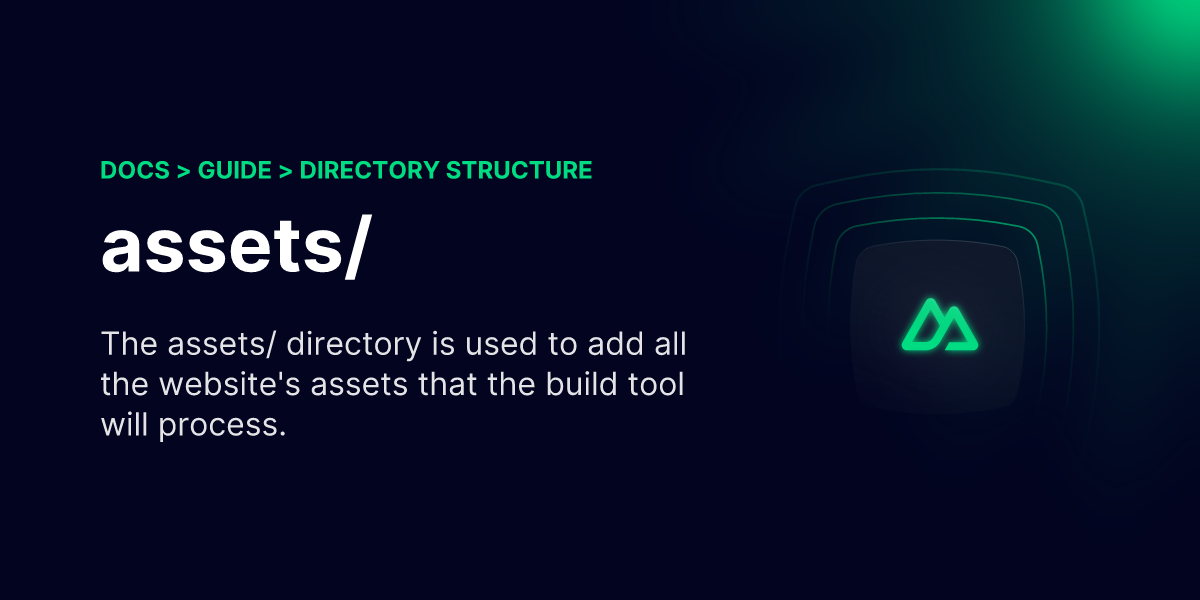 DOCS > GUIDE > DIRECTORY STRUCTURE
assets/
The assets/ directory is used to add all
the website's assets that the build tool
will process.